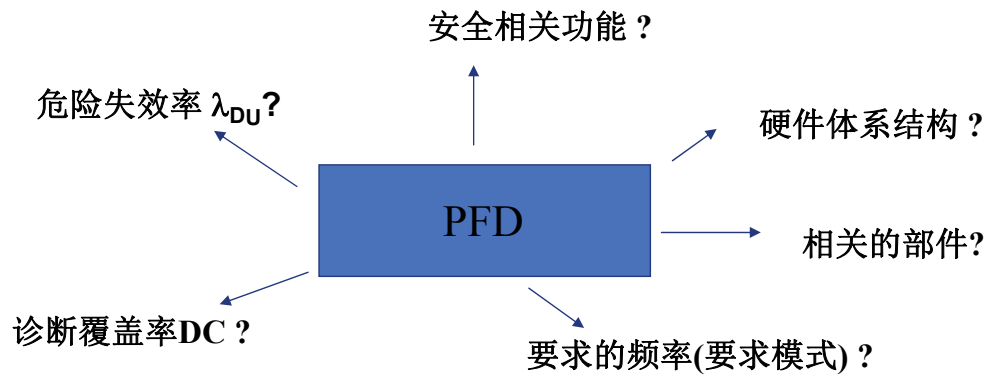 安全相关功能 ?
危险失效率 λDU?
硬件体系结构 ?
PFD
相关的部件?
诊断覆盖率DC ?
要求的频率(要求模式) ?